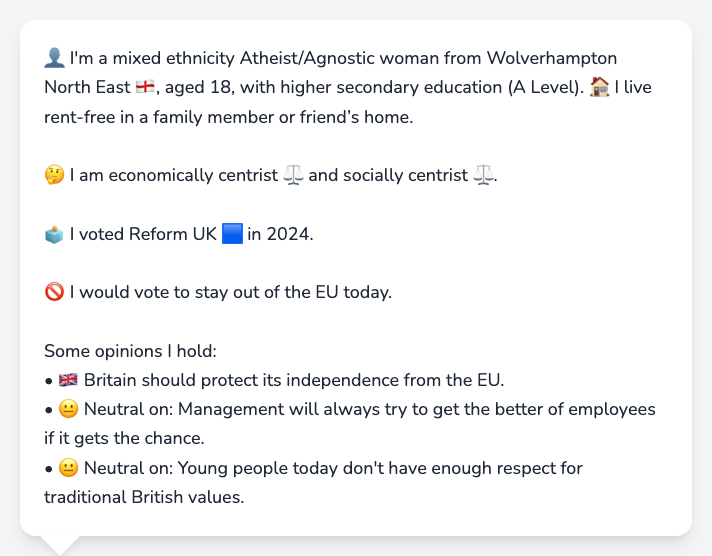 👤 I'm a mixed ethnicity Atheist/Agnostic woman from Wolverhampton
North East 🏴󠁧󠁢󠁥󠁮󠁧󠁿, aged 18, with higher secondary education (A Level). 🏠 I live
rent-free in a family member or friend’s home.
🤔 I am economically centrist ⚖️ and socially centrist ⚖️.
🗳️ I voted Reform UK 🟦 in 2024.
🚫 I would vote to stay out of the EU today.
Some opinions I hold:
• 🇬🇧 Britain should protect its independence from the EU.
• 😐 Neutral on: Management will always try to get the better of employees
if it gets the chance.
• 😐 Neutral on: Young people today don't have enough respect for
traditional British values.